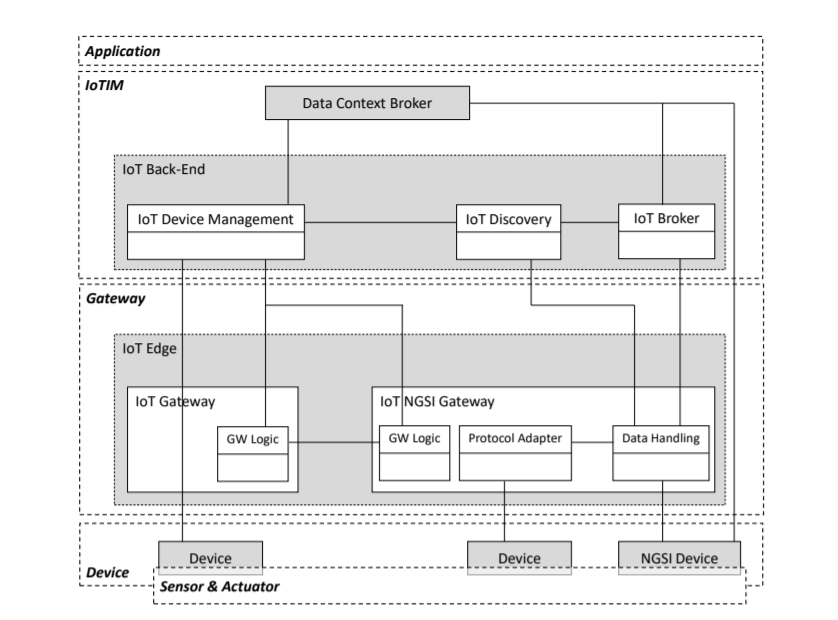 Application
IoTIM
Data Context Broker
IoT Back-End
IoT Device Management
IoT Discovery
IoT Broker
Gateway
IoT Edge
IoT Gateway
IoT NGSI Gateway
GW Logic
GW Logic
Protocol Adapter
Data Handling
Device
Device
NGSI Device
Device
Sensor & Actuator